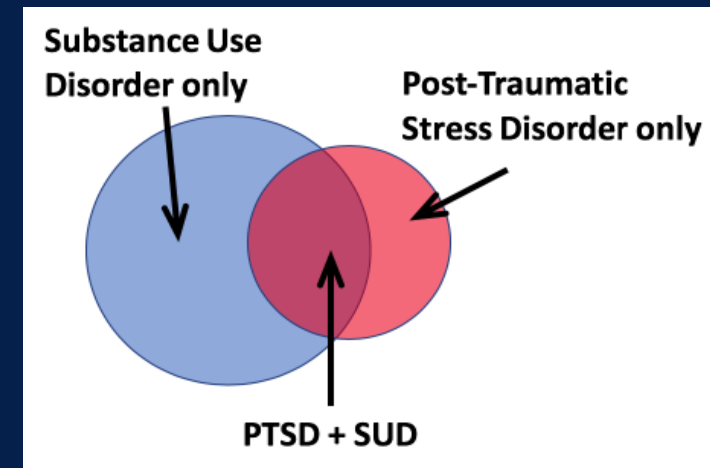 Substance Use
Disorder only
Post-Traumatic
Stress Disorder only
PTSD + SUD